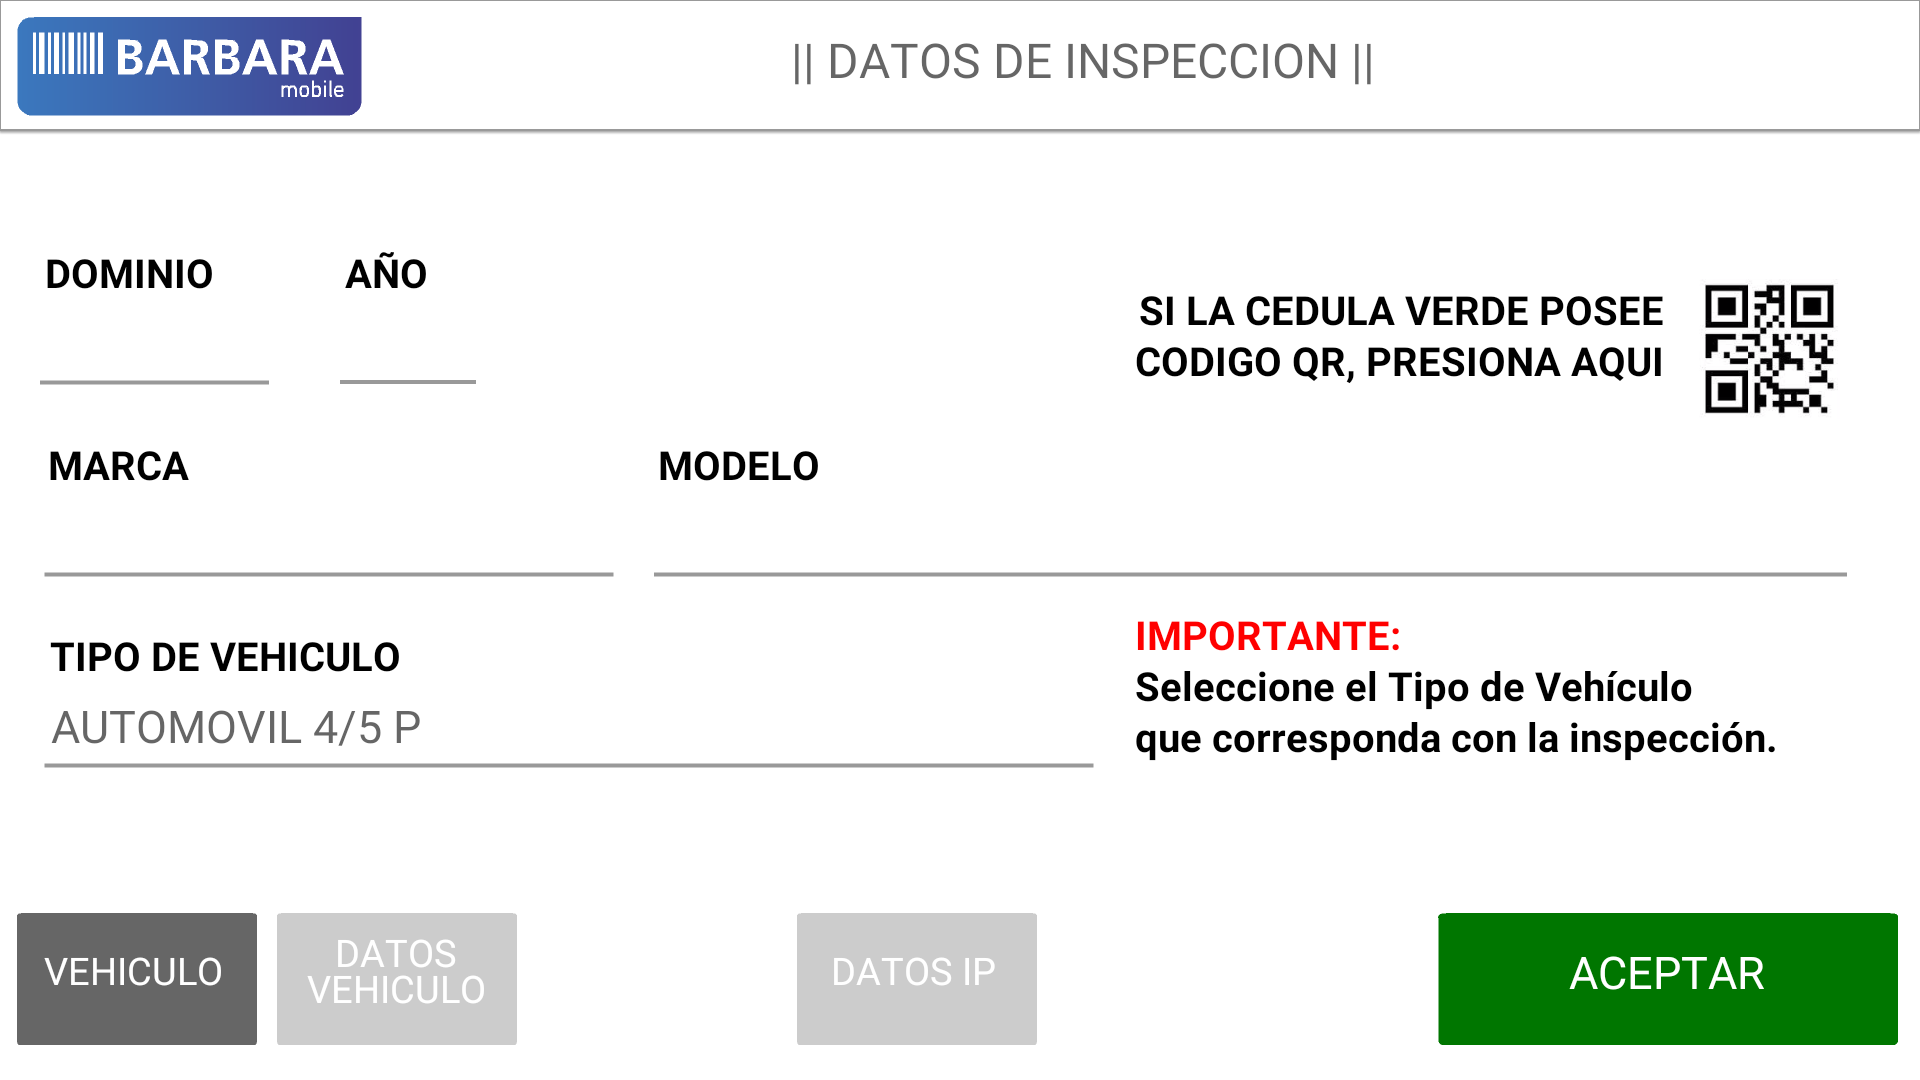 BARBARA
mobile
|| DATOS DE INSPECCION ||
DOMINIO
AÑO
SI LA CEDULA VERDE POSEE
CODIGO QR, PRESIONA AQUI
MARCA
MODELO
TIPO DE VEHICULO
AUTOMOVIL 4/5 P
IMPORTANTE:
Seleccione el Tipo de Vehículo
que corresponda con la inspección.
VEHICULO
DATOS
VEHICULO
DATOS IP
ACEPTAR